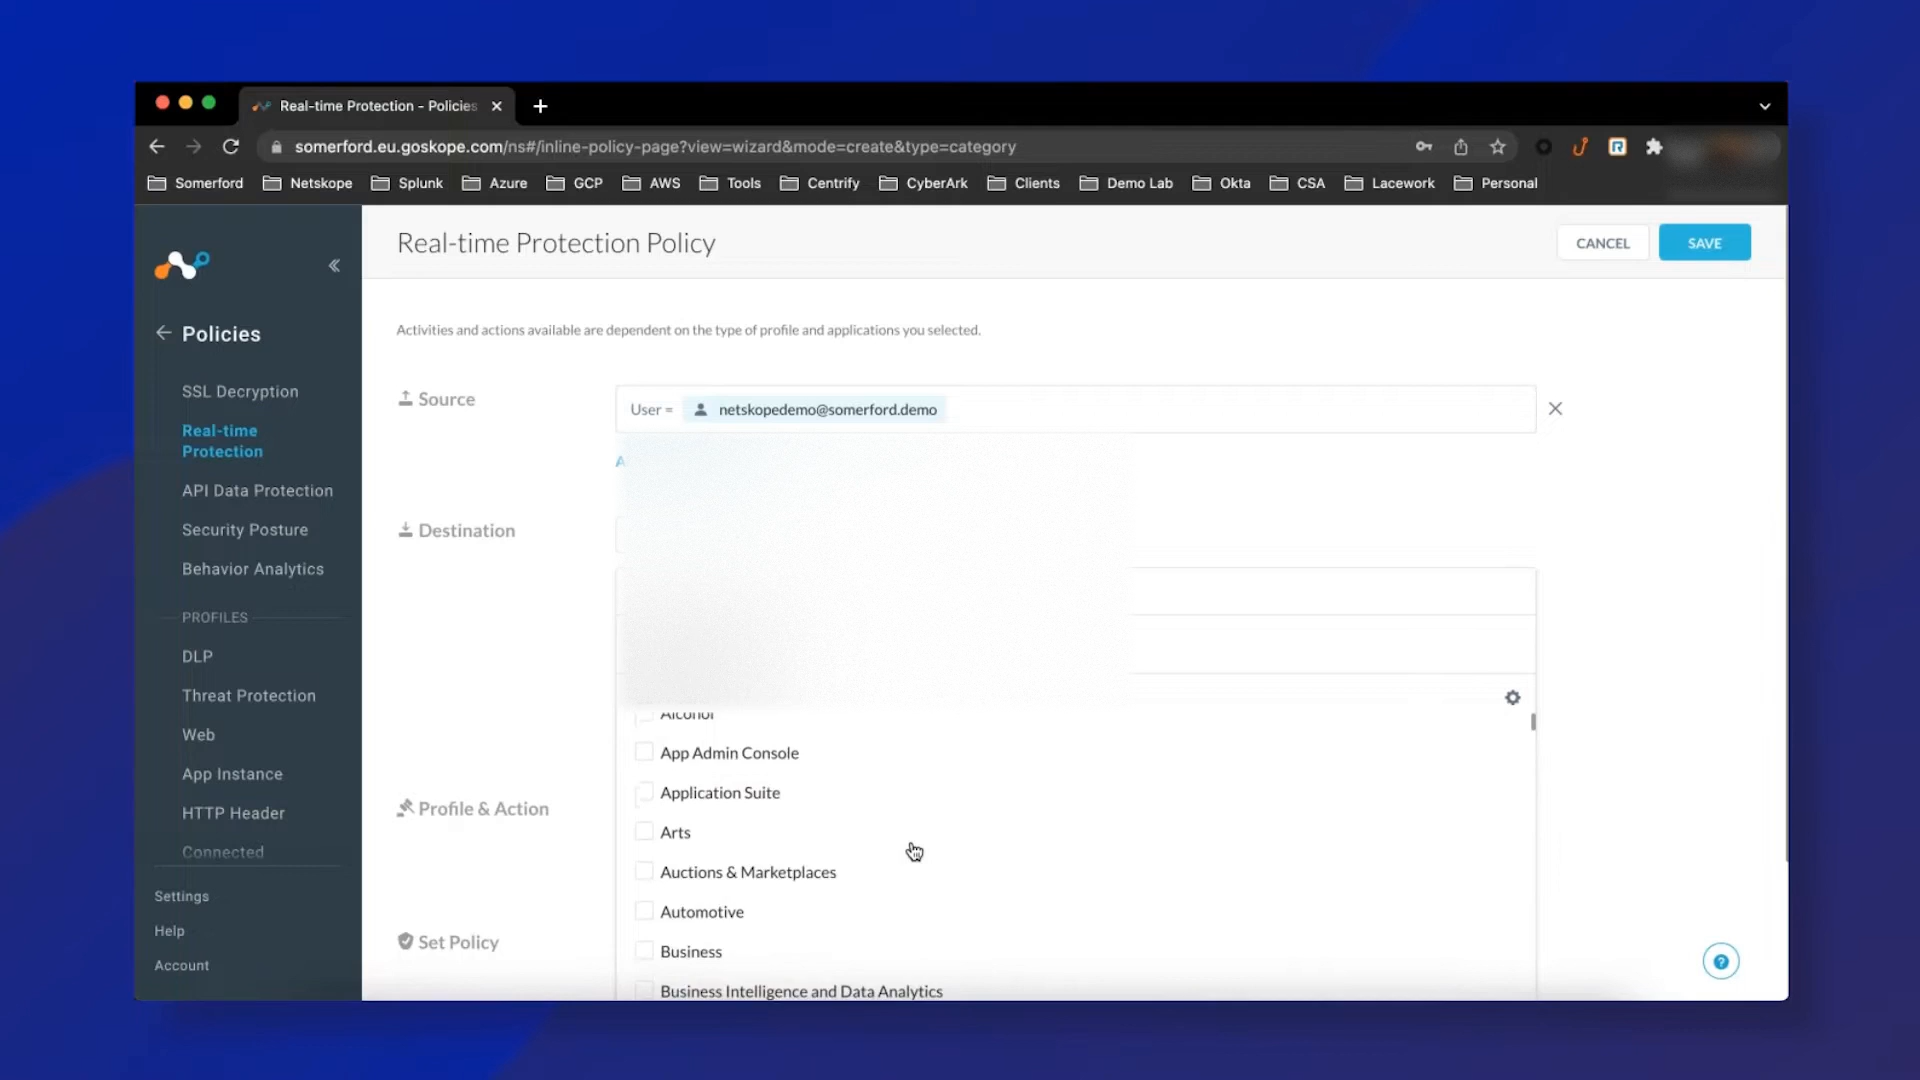 Real-time Protection - Policies
somerford.eu.goskope.com/ns#/inline-policy-page?view=wizard&mode=create&type=category
Somerford Netskope Splunk Azure GCP AWS Tools Centrify CyberArk Clients Demo Lab Okta CSA Lacework Personal
Real-time Protection Policy
CANCEL
SAVE
Policies
SSL Decryption
Real-time
Protection
API Data Protection
Security Posture
Behavior Analytics
PROFILES
DLP
Threat Protection
Web
App Instance
HTTP Header
Connected
Settings
Help
Account
Activities and actions available are dependent on the type of profile and applications you selected.
Source
User = netskopedemo@somerford.demo
Destination
Alcohol
App Admin Console
Application Suite
Arts
Auctions & Marketplaces
Automotive
Business
Business Intelligence and Data Analytics
Profile & Action
Set Policy